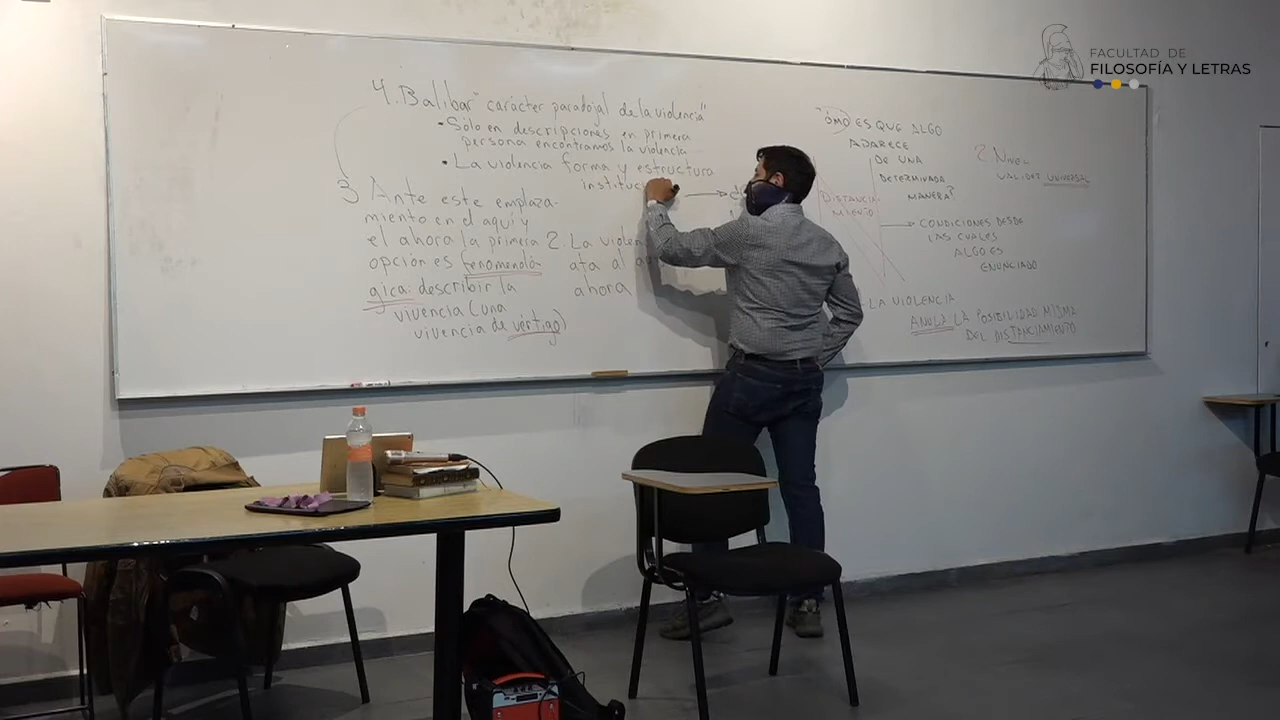 FACULTAD DE
FILOSOFÍA Y LETRAS
4. Balibar "carácter paradojal de la violencia"
• Sólo en descripciones en primera
persona encontramos la violencia
• La violencia forma y estructura
3 Ante este emplaza-
miento en el aquí y
el ahora la primera
opción es fenomenoló-
gica: describir la
vivencia (una
vivencia de vértigo)
2. La violen
ata al
ahora
ÓMO ES QUE ALGO
APARECE
DE UNA
DETERMINADA
MANERA?
DISTANCIA-
MIENTO
CONDICIONES DESDE
LAS CUALES
ALGO ES
ENUNCIADO
2. NIVEL
VALIDEZ UNIVERSAL
LA VIOLENCIA
ANULA LA POSIBILIDAD MISMA
DEL DISTANCIAMIENTO